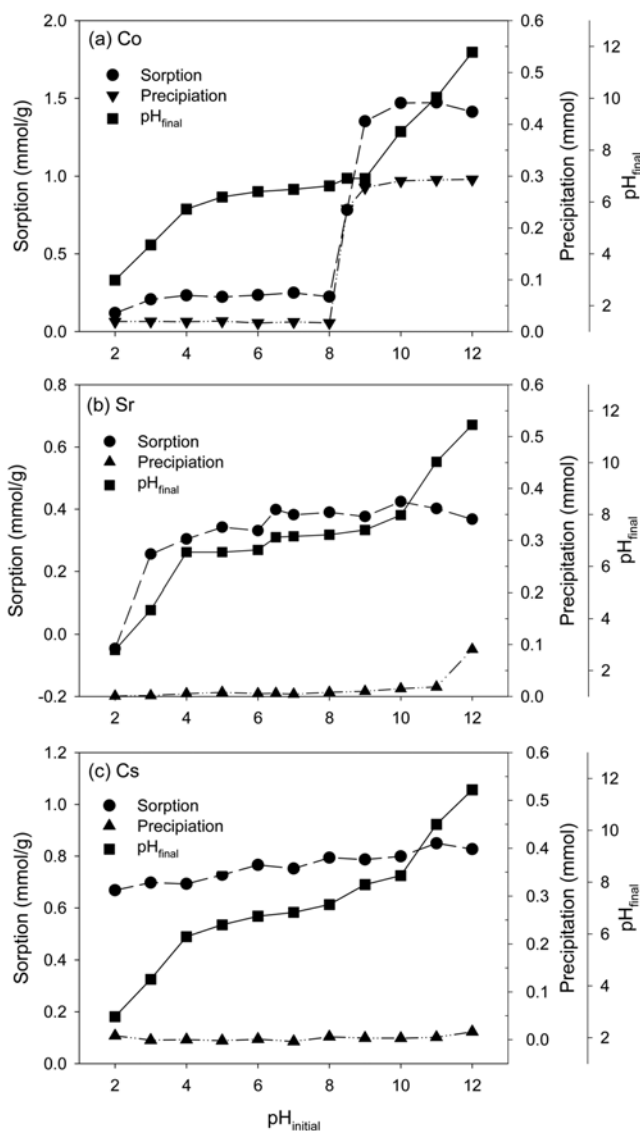 (a) Co
Sorption
Precipiation
pHfinal
Sorption (mmol/g)
2.0
1.5
1.0
0.5
0.0
0.6
0.5
0.4
0.3
0.2
0.1
0.0
Precipitation (mmol)
12
10
8
6
4
2
pHfinal
2 4 6 8 10 12
(b) Sr
Sorption
Precipiation
pHfinal
Sorption (mmol/g)
0.8
0.6
0.4
0.2
0.0
-0.2
0.6
0.5
0.4
0.3
0.2
0.1
0.0
Precipitation (mmol)
12
10
8
6
4
2
pHfinal
2 4 6 8 10 12
(c) Cs
Sorption
Precipiation
pHfinal
Sorption (mmol/g)
1.2
1.0
0.8
0.6
0.4
0.2
0.0
0.6
0.5
0.4
0.3
0.2
0.1
0.0
Precipitation (mmol)
12
10
8
6
4
2
pHfinal
2 4 6 8 10 12
pHinitial